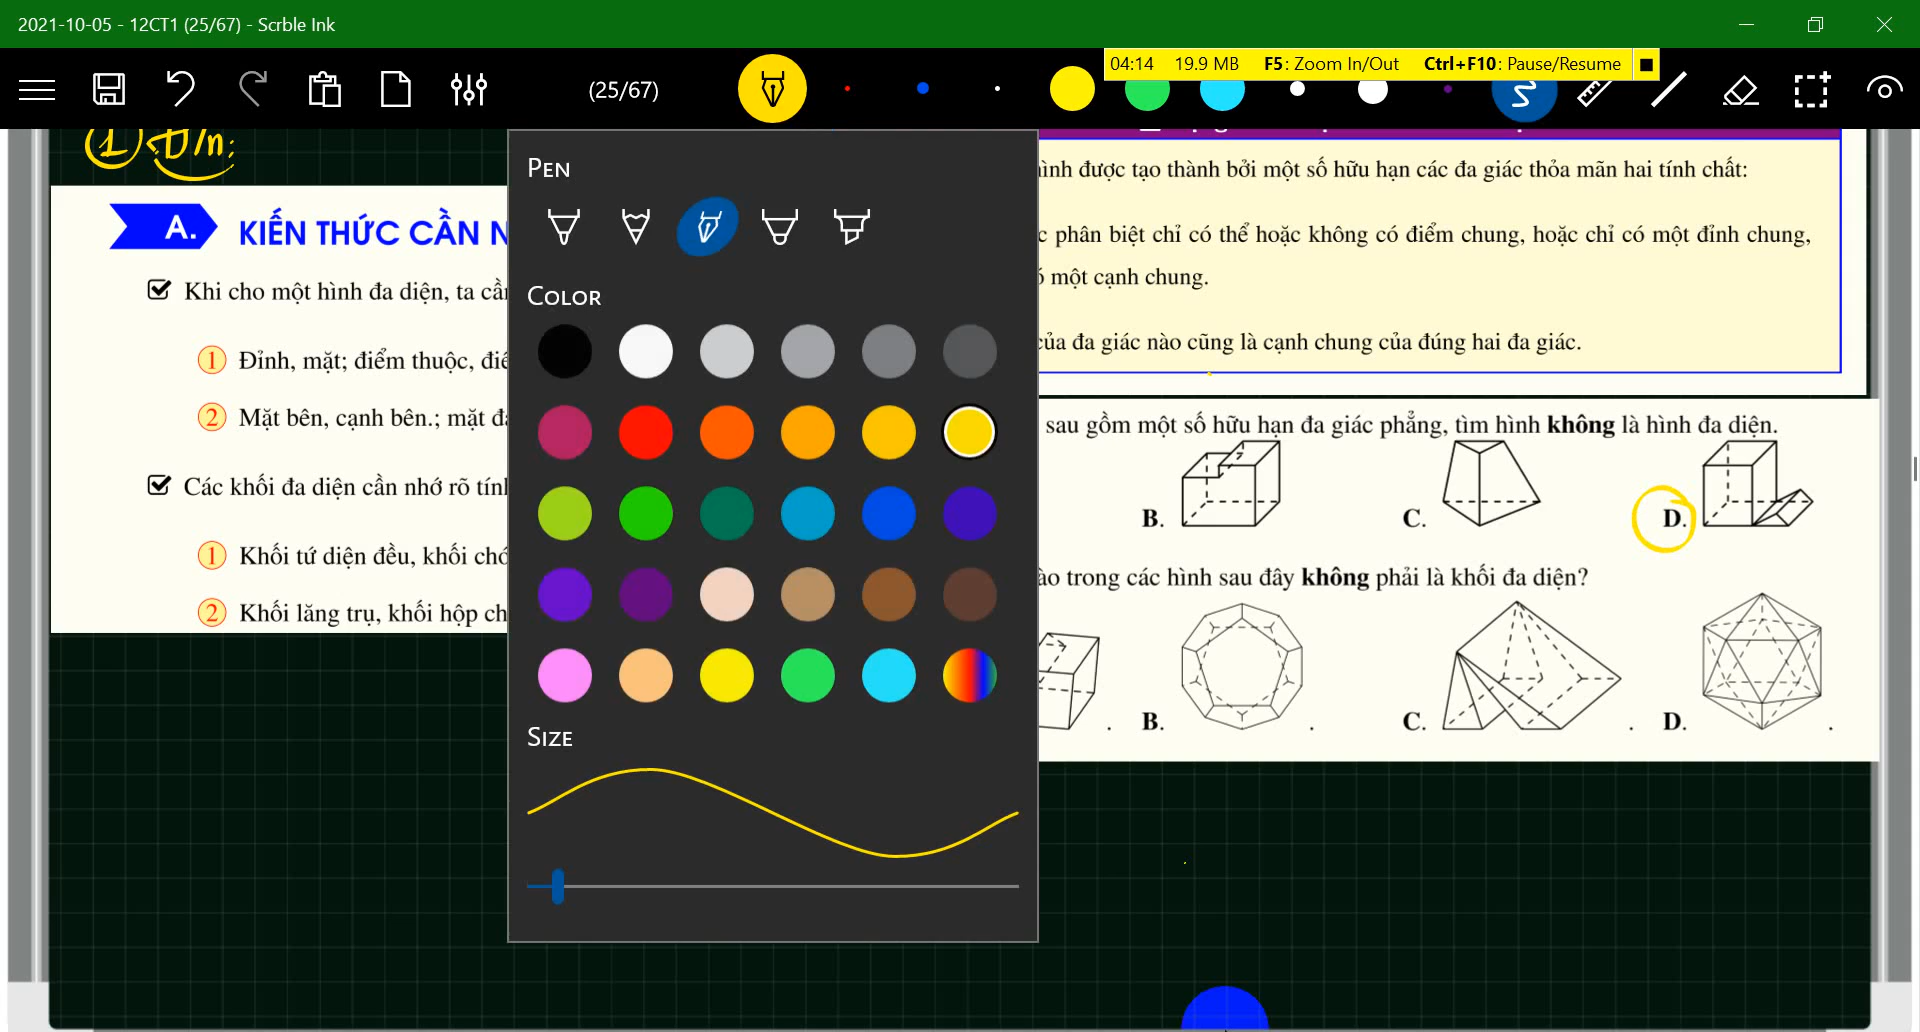 2021-10-05 - 12CT1 (25/67) - Scrble Ink
04:14 19.9 MB F5: Zoom In/Out Ctrl+F10: Pause/Resume
(25/67)
① Đ/n:
A. KIẾN THỨC CẦN N
Khi cho một hình đa diện, ta cầ
1 Đỉnh, mặt; điểm thuộc, điể
2 Mặt bên, cạnh bên.; mặt đ
Các khối đa diện cần nhớ rõ tín
1 Khối tứ diện đều, khối chó
2 Khối lăng trụ, khối hộp ch
PEN
COLOR
SIZE
hình được tạo thành bởi một số hữu hạn các đa giác thỏa mãn hai tính chất:
c phân biệt chỉ có thể hoặc không có điểm chung, hoặc chỉ có một đỉnh chung,
ó một cạnh chung.
của đa giác nào cũng là cạnh chung của đúng hai đa giác.
sau gồm một số hữu hạn đa giác phẳng, tìm hình không là hình đa diện.
B. C. D.
ào trong các hình sau đây không phải là khối đa diện?
. B. . C. . D. .